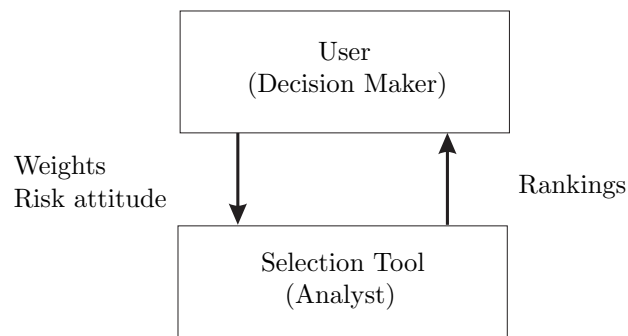 User
(Decision Maker)
Weights
Risk attitude
Rankings
Selection Tool
(Analyst)